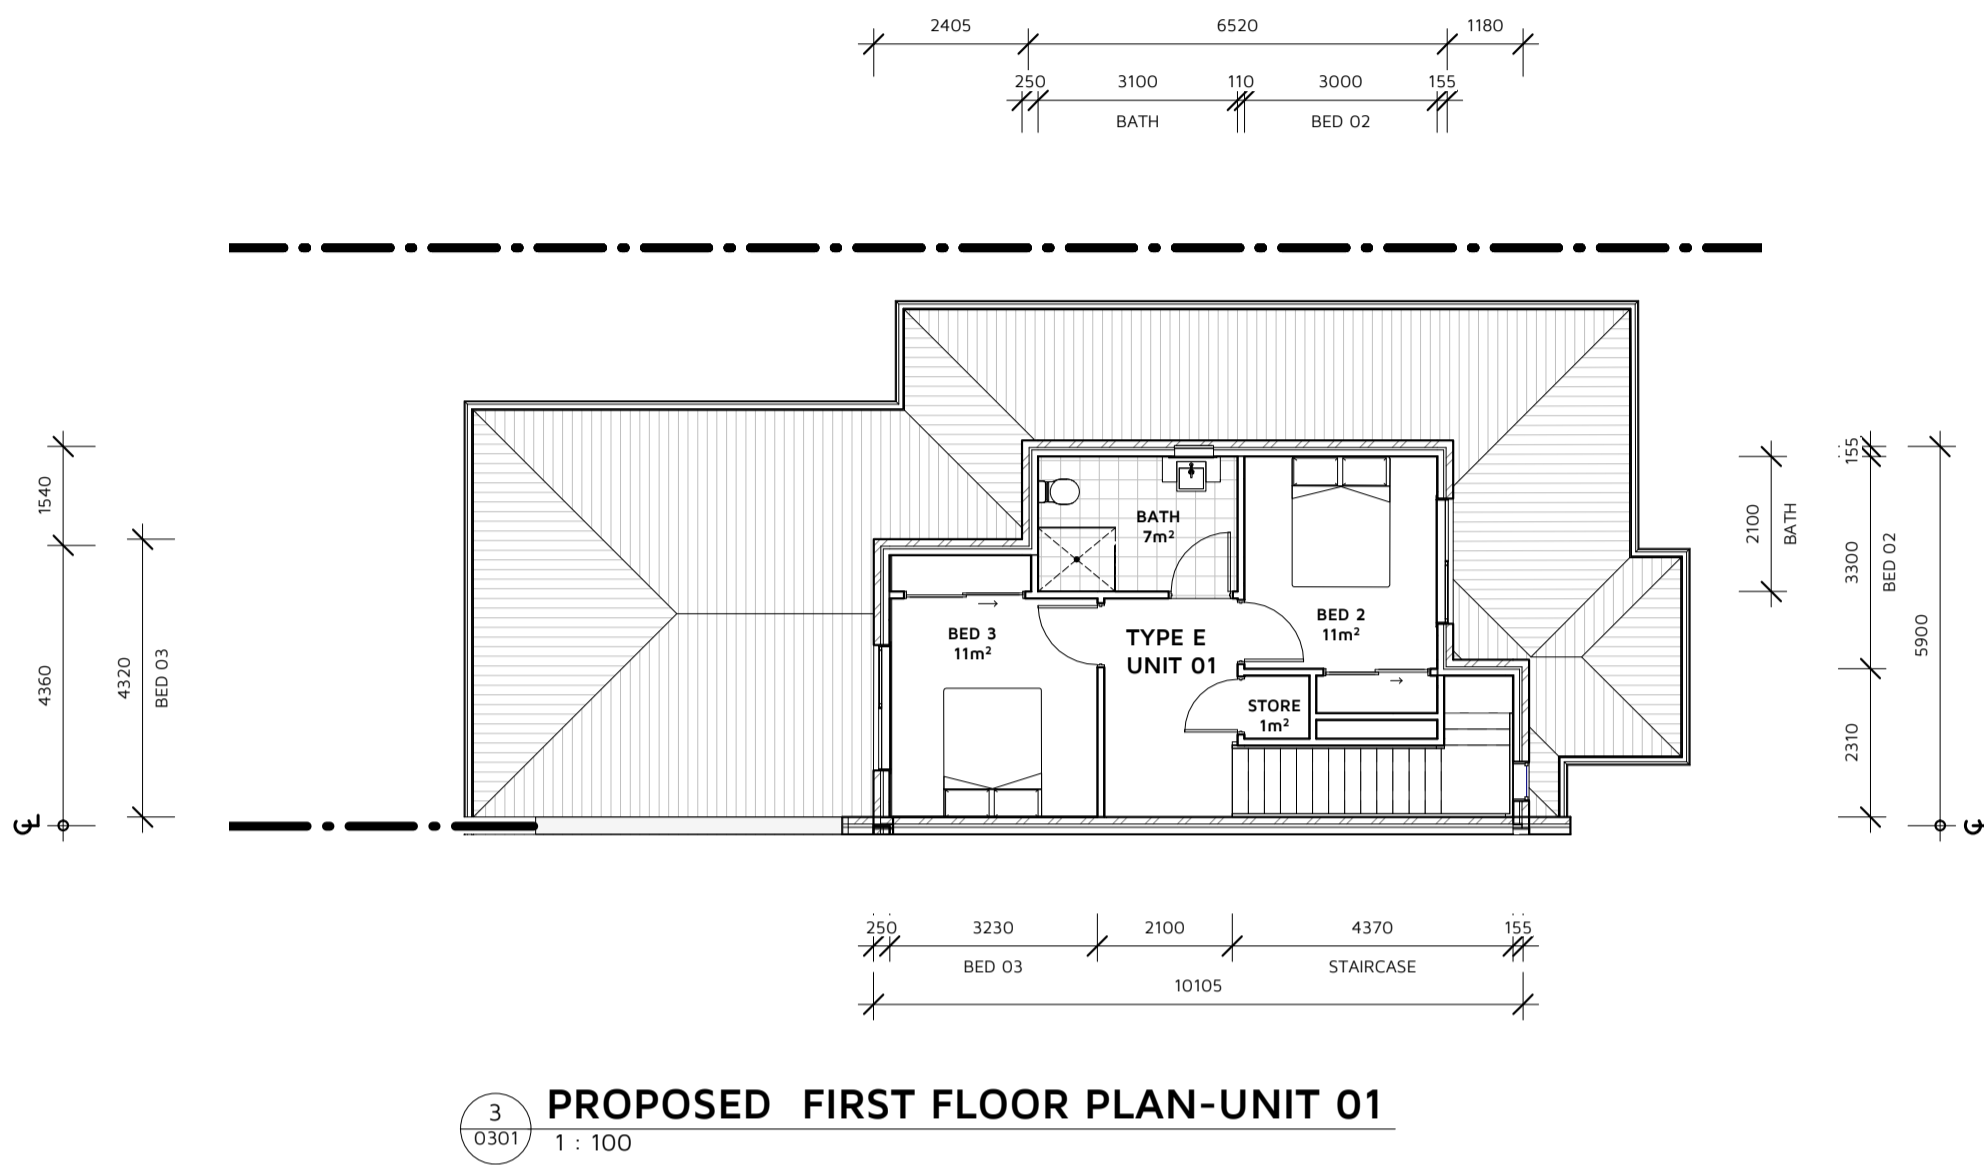 2405 6520 1180
250 3100 110 3000 155
BATH BED 02
1540
4360
4320
BED 03
BATH
7m²
BED 3
11m²
TYPE E
UNIT 01
BED 2
11m²
STORE
1m²
2100
BATH
155
3300
BED 02
2310
5900
250 3230 2100 4370 155
BED 03 STAIRCASE
10105
3
0301
PROPOSED FIRST FLOOR PLAN-UNIT 01
1 : 100